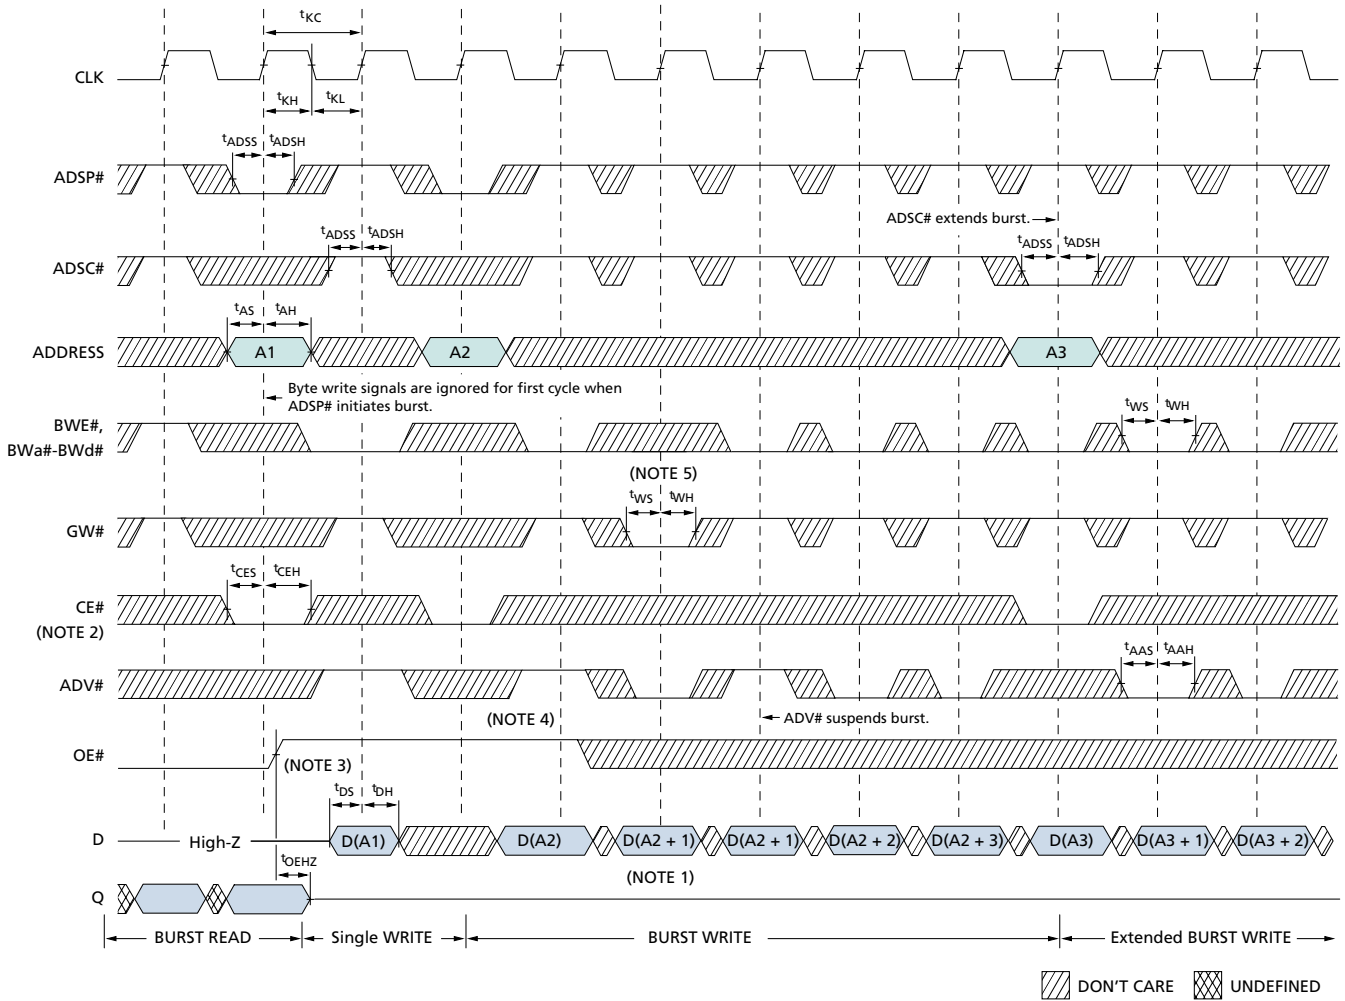 tKC
CLK
tKH tKL
tADSS tADSH
ADSP#
ADSC# extends burst.
tADSS tADSH
tADSS tADSH
ADSC#
tAS tAH
ADDRESS
A1
A2
A3
Byte write signals are ignored for first cycle when
ADSP# initiates burst.
BWE#,
BWa#-BWd#
tWS tWH
(NOTE 5)
tWS tWH
GW#
tCES tCEH
CE#
(NOTE 2)
tAAS tAAH
ADV#
(NOTE 4)
ADV# suspends burst.
OE#
(NOTE 3)
tDS tDH
D
High-Z
D(A1)
D(A2)
D(A2 + 1)
D(A2 + 1)
D(A2 + 2)
D(A2 + 3)
D(A3)
D(A3 + 1)
D(A3 + 2)
tOEHZ
(NOTE 1)
Q
BURST READ
Single WRITE
BURST WRITE
Extended BURST WRITE
DON'T CARE
UNDEFINED